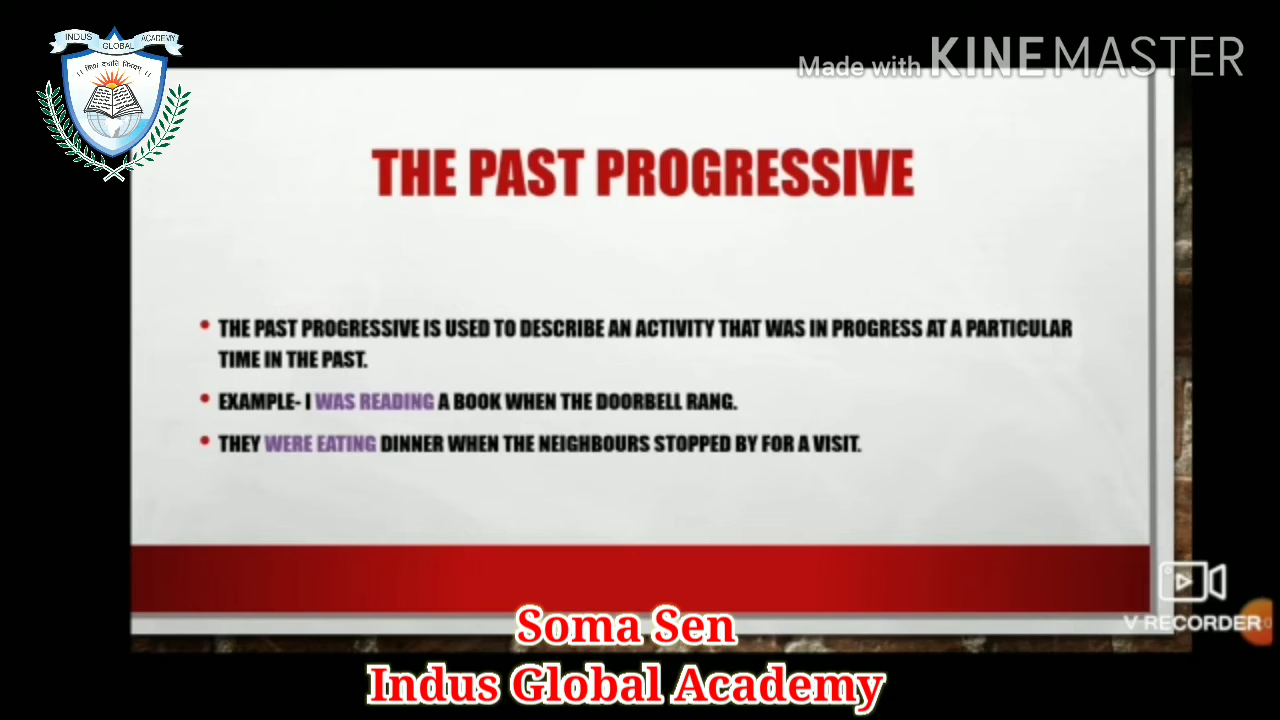 INDUS GLOBAL ACADEMY
Made with KINEMASTER
THE PAST PROGRESSIVE
• THE PAST PROGRESSIVE IS USED TO DESCRIBE AN ACTIVITY THAT WAS IN PROGRESS AT A PARTICULAR
TIME IN THE PAST.
• EXAMPLE- I WAS READING A BOOK WHEN THE DOORBELL RANG.
• THEY WERE EATING DINNER WHEN THE NEIGHBOURS STOPPED BY FOR A VISIT.
V RECORDER
Soma Sen
Indus Global Academy